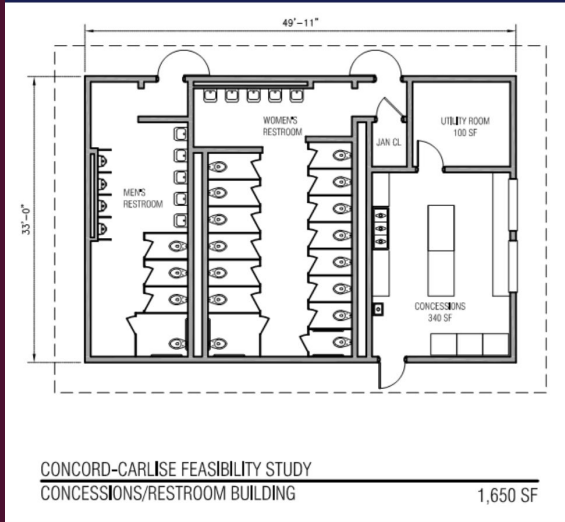 49'-11"
WOMEN'S
RESTROOM
UTILITY ROOM
100 SF
JAN CL
MEN'S
RESTROOM
33'-0"
CONCESSIONS
340 SF
CONCORD-CARLISE FEASIBILITY STUDY
CONCESSIONS/RESTROOM BUILDING
1,650 SF